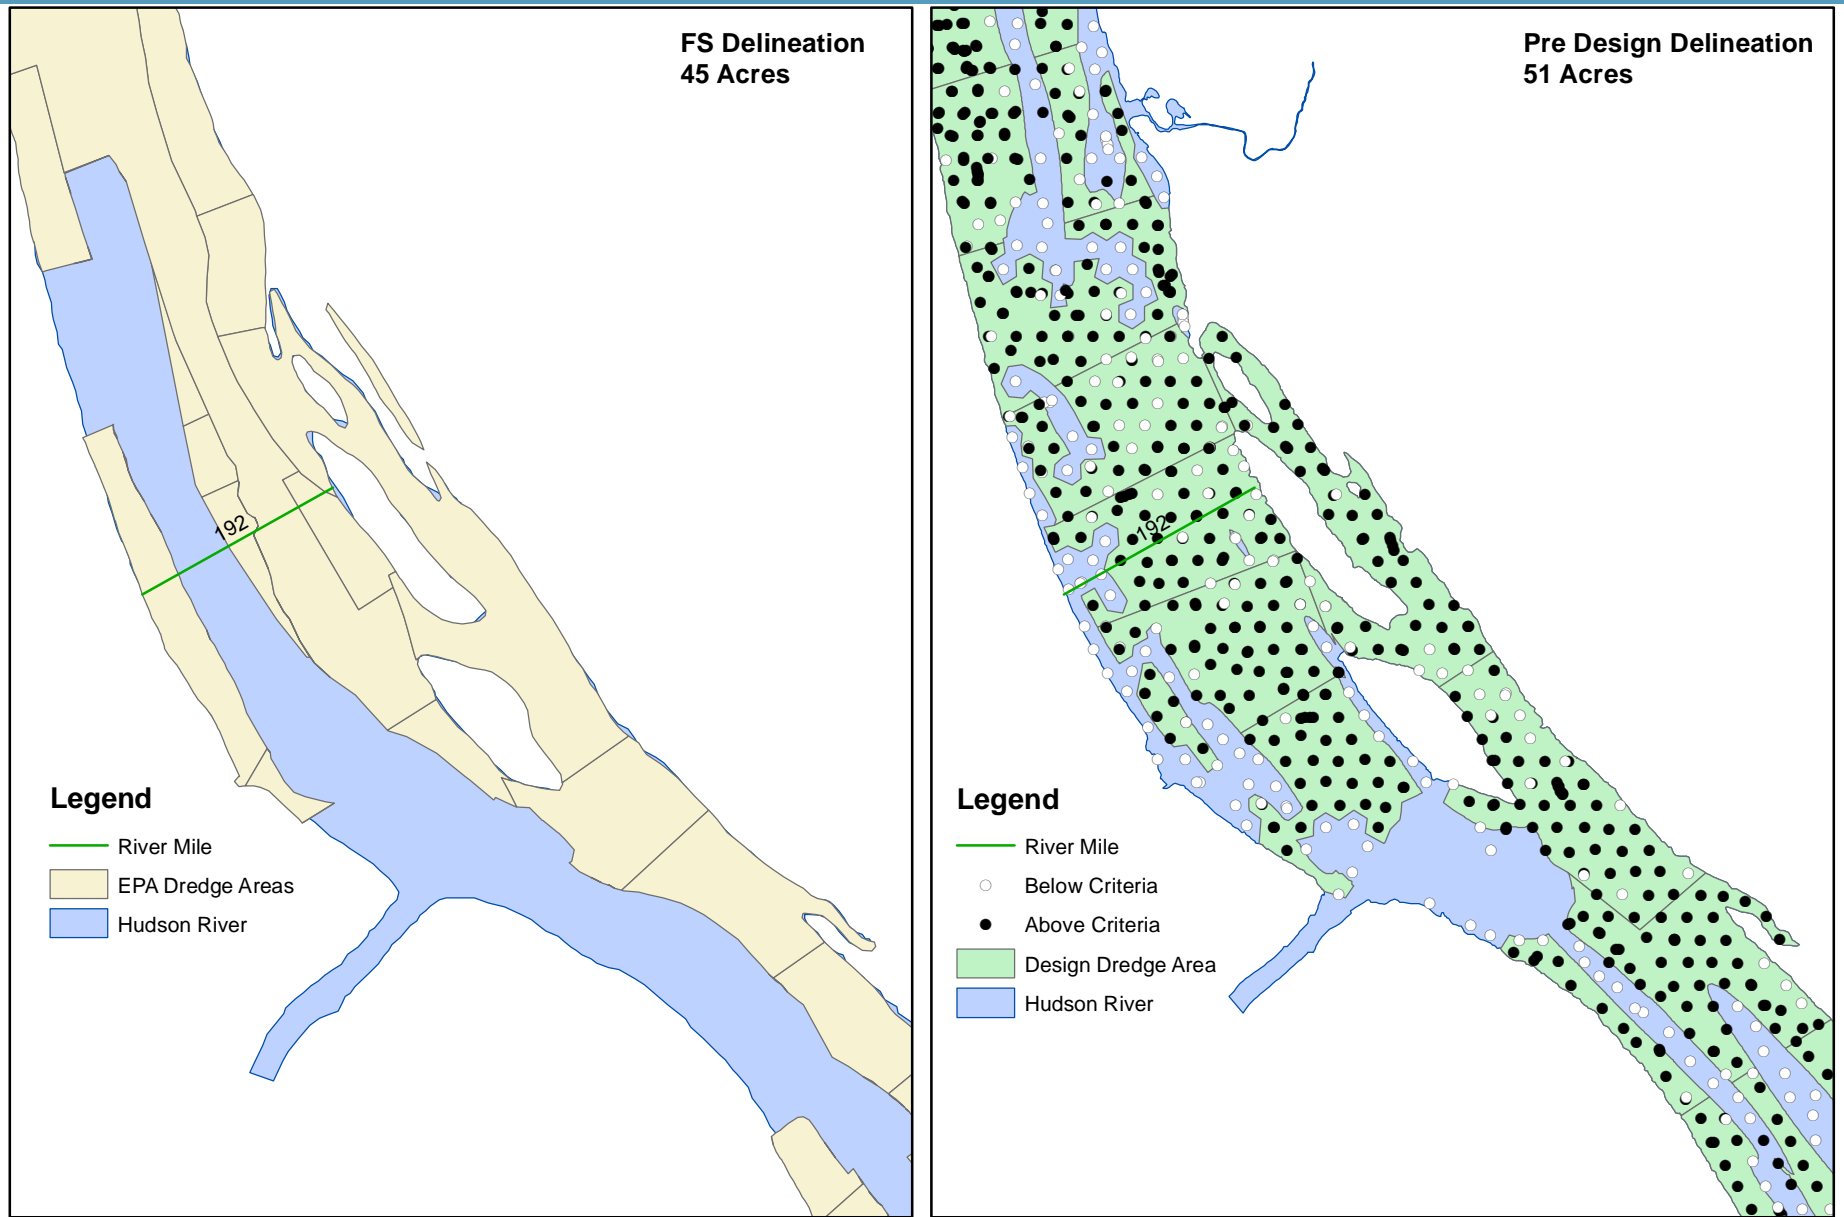 FS Delineation
45 Acres
192
Legend
River Mile
EPA Dredge Areas
Hudson River
Pre Design Delineation
51 Acres
192
Legend
River Mile
Below Criteria
Above Criteria
Design Dredge Area
Hudson River